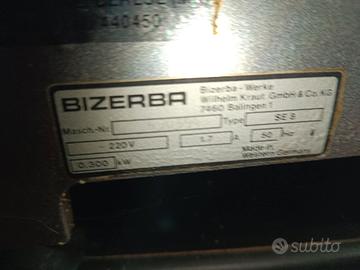 440450
BIZERBA
Bizerba - Werke
Wilhelm Kraut GmbH & Co. KG
7460 Balingen 1
Masch.-Nr. Type SE 8
~ 220 V 1.7 A 50 Hz
0.300 kW Made in Western Germany
subito